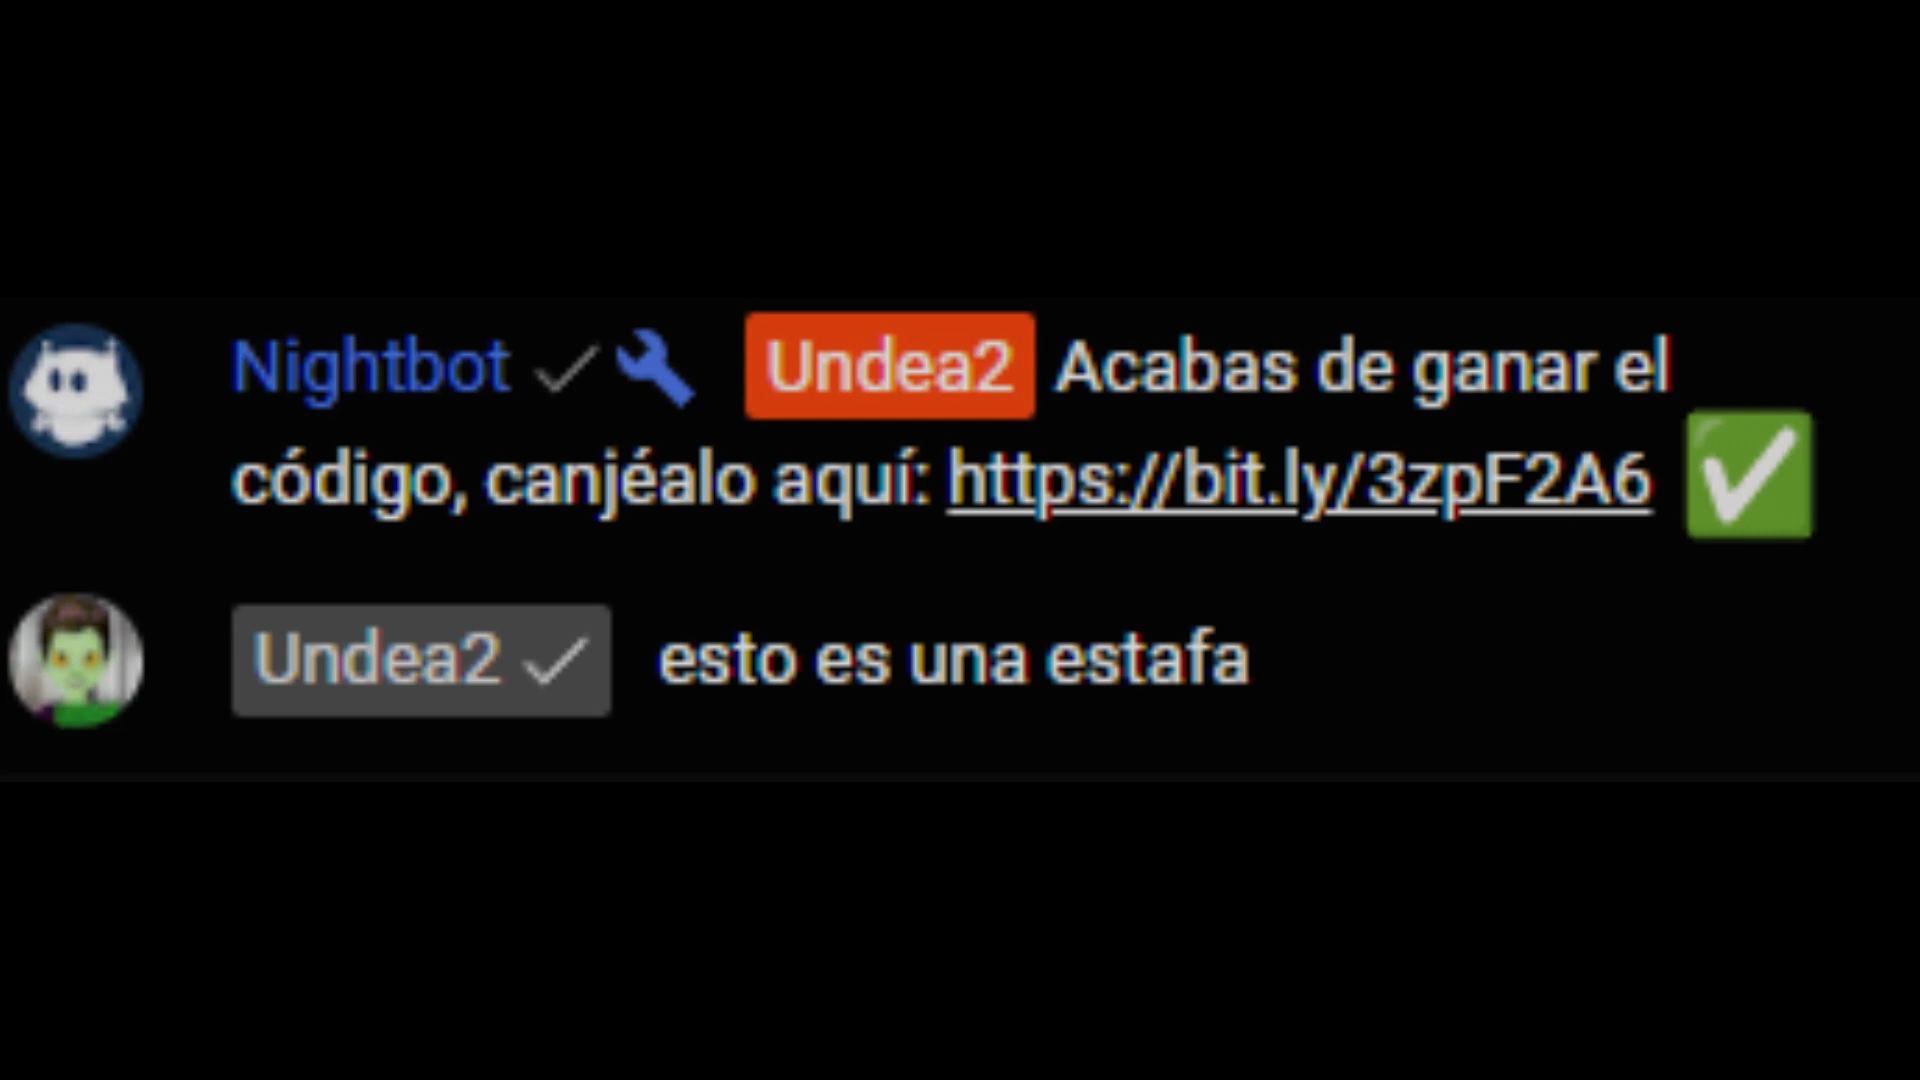 Nightbot ✓ Undea2 Acabas de ganar el
código, canjéalo aquí: https://bit.ly/3zpF2A6 ✅
Undea2 ✓ esto es una estafa